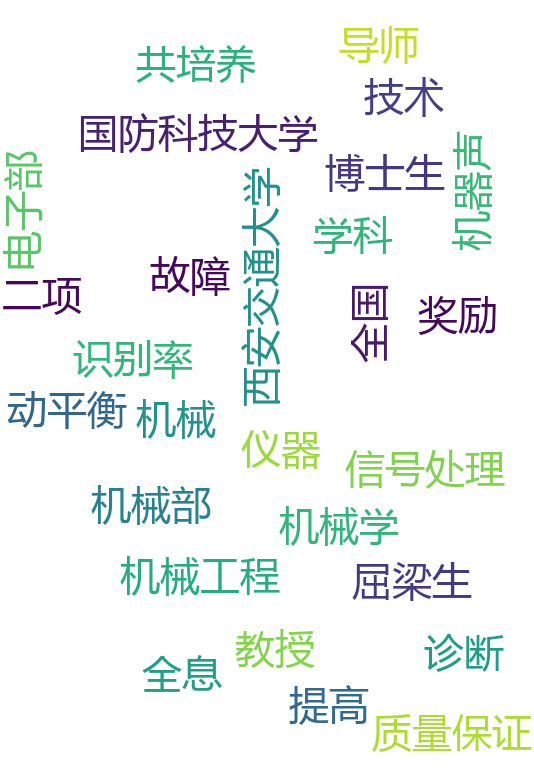 导师
共培养
技术
国防科技大学
博士生
机器声
电子部
西安交通大学
学科
故障
二项
全国
奖励
识别率
动平衡
机械
仪器
信号处理
机械部
机械学
机械工程
屈梁生
教授
诊断
全息
提高
质量保证